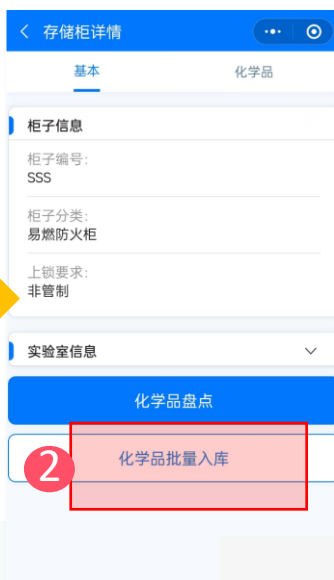 存储柜详情
基本 化学品
柜子信息
柜子编号:
SSS
柜子分类:
易燃防火柜
上锁要求:
非管制
实验室信息
化学品盘点
2 化学品批量入库